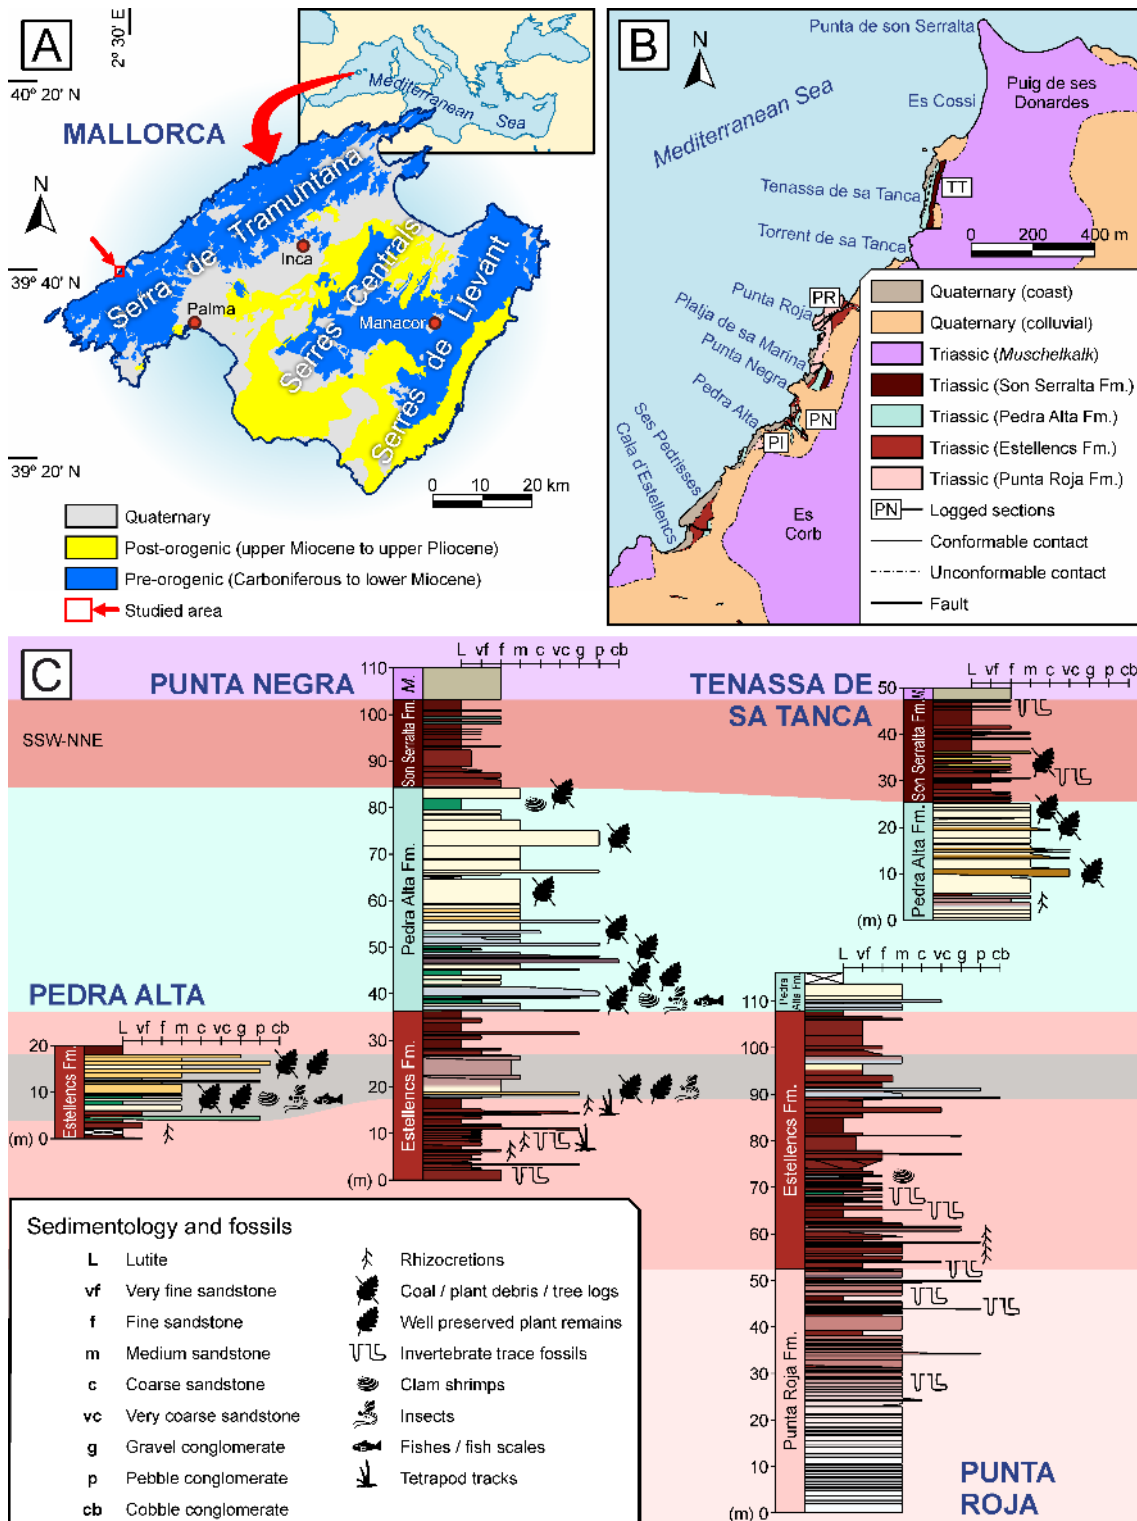 A
2º 30' E
40º 20' N
MALLORCA
Mediterranean
Sea
N
39º 40' N
Serra de Tramuntana
Inca
Palma
Serres Centrals
Manacor
Serres de Llevant
39º 20' N
0 10 20 km
Quaternary
Post-orogenic (upper Miocene to upper Pliocene)
Pre-orogenic (Carboniferous to lower Miocene)
Studied area
B
N
Punta de son Serralta
Puig de ses
Donardes
Es Cossi
Mediterranean Sea
Tenassa de sa Tanca
TT
Torrent de sa Tanca
0 200 400 m
Punta Roja
PR
Platja de sa Marina
Punta Negra
Pedra Alta
PN
PI
Ses Pedrisses
Cala d'Estellencs
Es
Corb
Quaternary (coast)
Quaternary (colluvial)
Triassic (Muschelkalk)
Triassic (Son Serralta Fm.)
Triassic (Pedra Alta Fm.)
Triassic (Estellencs Fm.)
Triassic (Punta Roja Fm.)
PN Logged sections
Conformable contact
Unconformable contact
Fault
C
PUNTA NEGRA
SSW-NNE
L vf f m c vc g p cb
110
100
90
80
70
60
50
40
30
20
10
(m) 0
M.
Son Serralta Fm.
Pedra Alta Fm.
Estellencs Fm.
TENASSA DE
SA TANCA
L vf f m c vc g p cb
50
40
30
20
10
(m) 0
M.
Son Serralta Fm.
Pedra Alta Fm.
PEDRA ALTA
L vf f m c vc g p cb
20
10
(m) 0
Estellencs Fm.
L vf f m c vc g p cb
110
100
90
80
70
60
50
40
30
20
10
(m) 0
Pedra
Alta Fm.
Estellencs Fm.
Punta Roja Fm.
PUNTA
ROJA
Sedimentology and fossils
L Lutite
vf Very fine sandstone
f Fine sandstone
m Medium sandstone
c Coarse sandstone
vc Very coarse sandstone
g Gravel conglomerate
p Pebble conglomerate
cb Cobble conglomerate
Rhizocretions
Coal / plant debris / tree logs
Well preserved plant remains
Invertebrate trace fossils
Clam shrimps
Insects
Fishes / fish scales
Tetrapod tracks